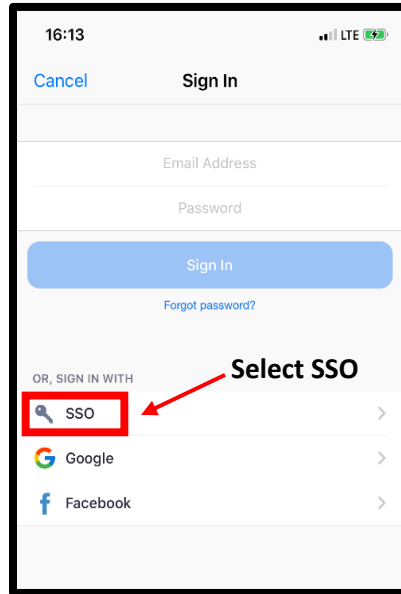 16:13 LTE
Cancel Sign In
Email Address
Password
Sign In
Forgot password?
Select SSO
OR, SIGN IN WITH
SSO
Google
Facebook